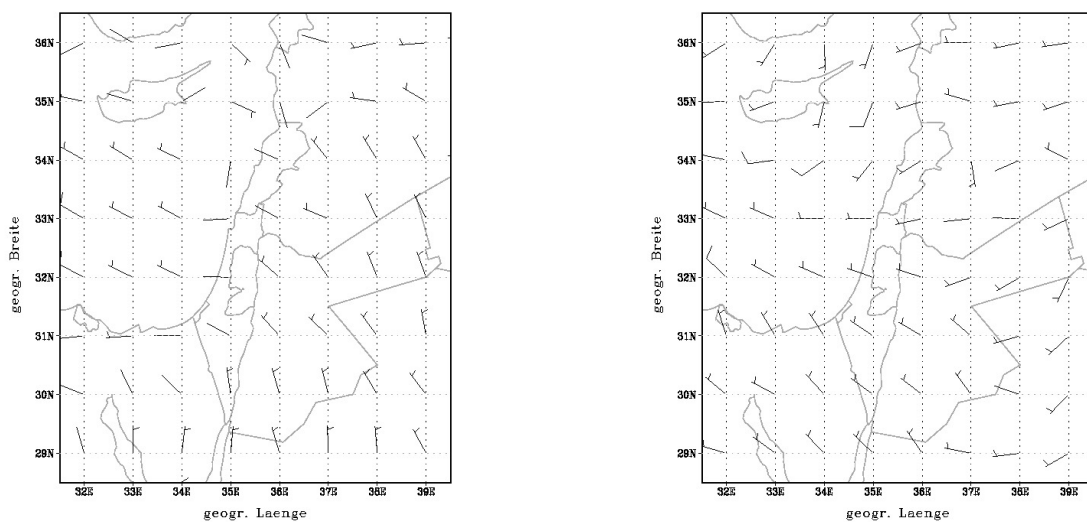 36N
35N
34N
33N
32N
31N
30N
29N
geogr. Breite
32E 33E 34E 35E 36E 37E 38E 39E
geogr. Laenge
36N
35N
34N
33N
32N
31N
30N
29N
geogr. Breite
32E 33E 34E 35E 36E 37E 38E 39E
geogr. Laenge